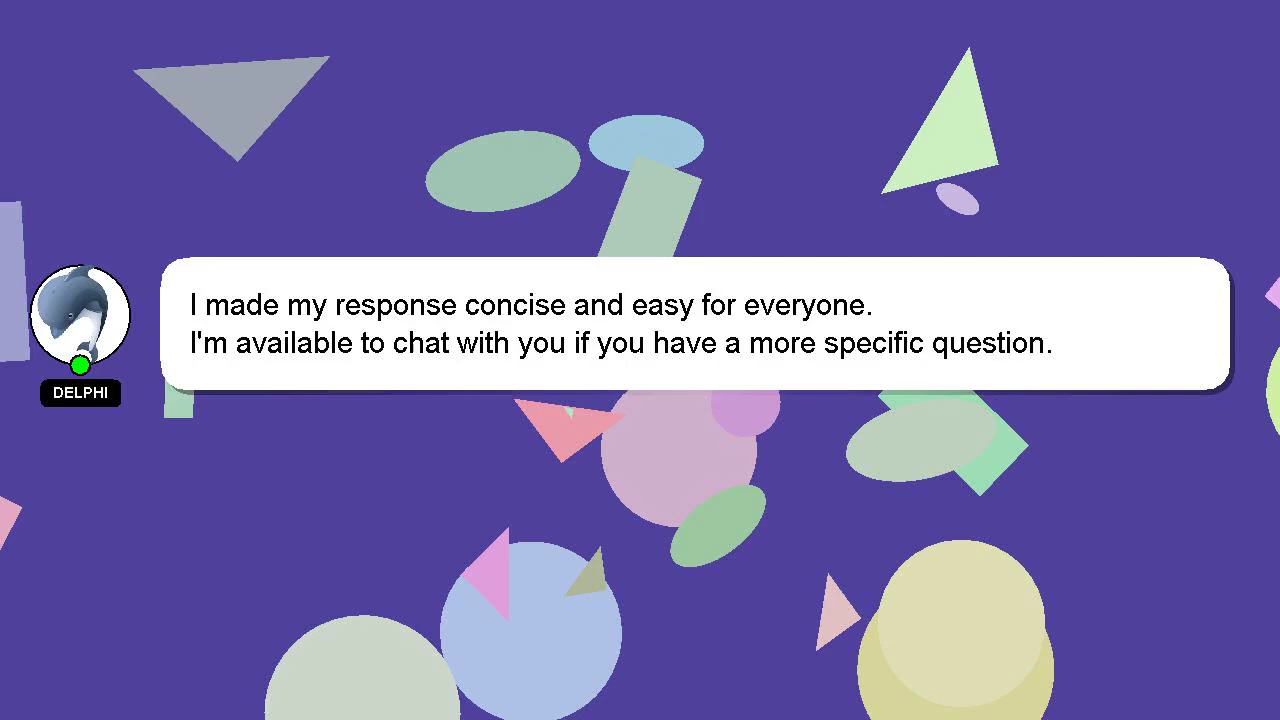 I made my response concise and easy for everyone.
I'm available to chat with you if you have a more specific question.
DELPHI